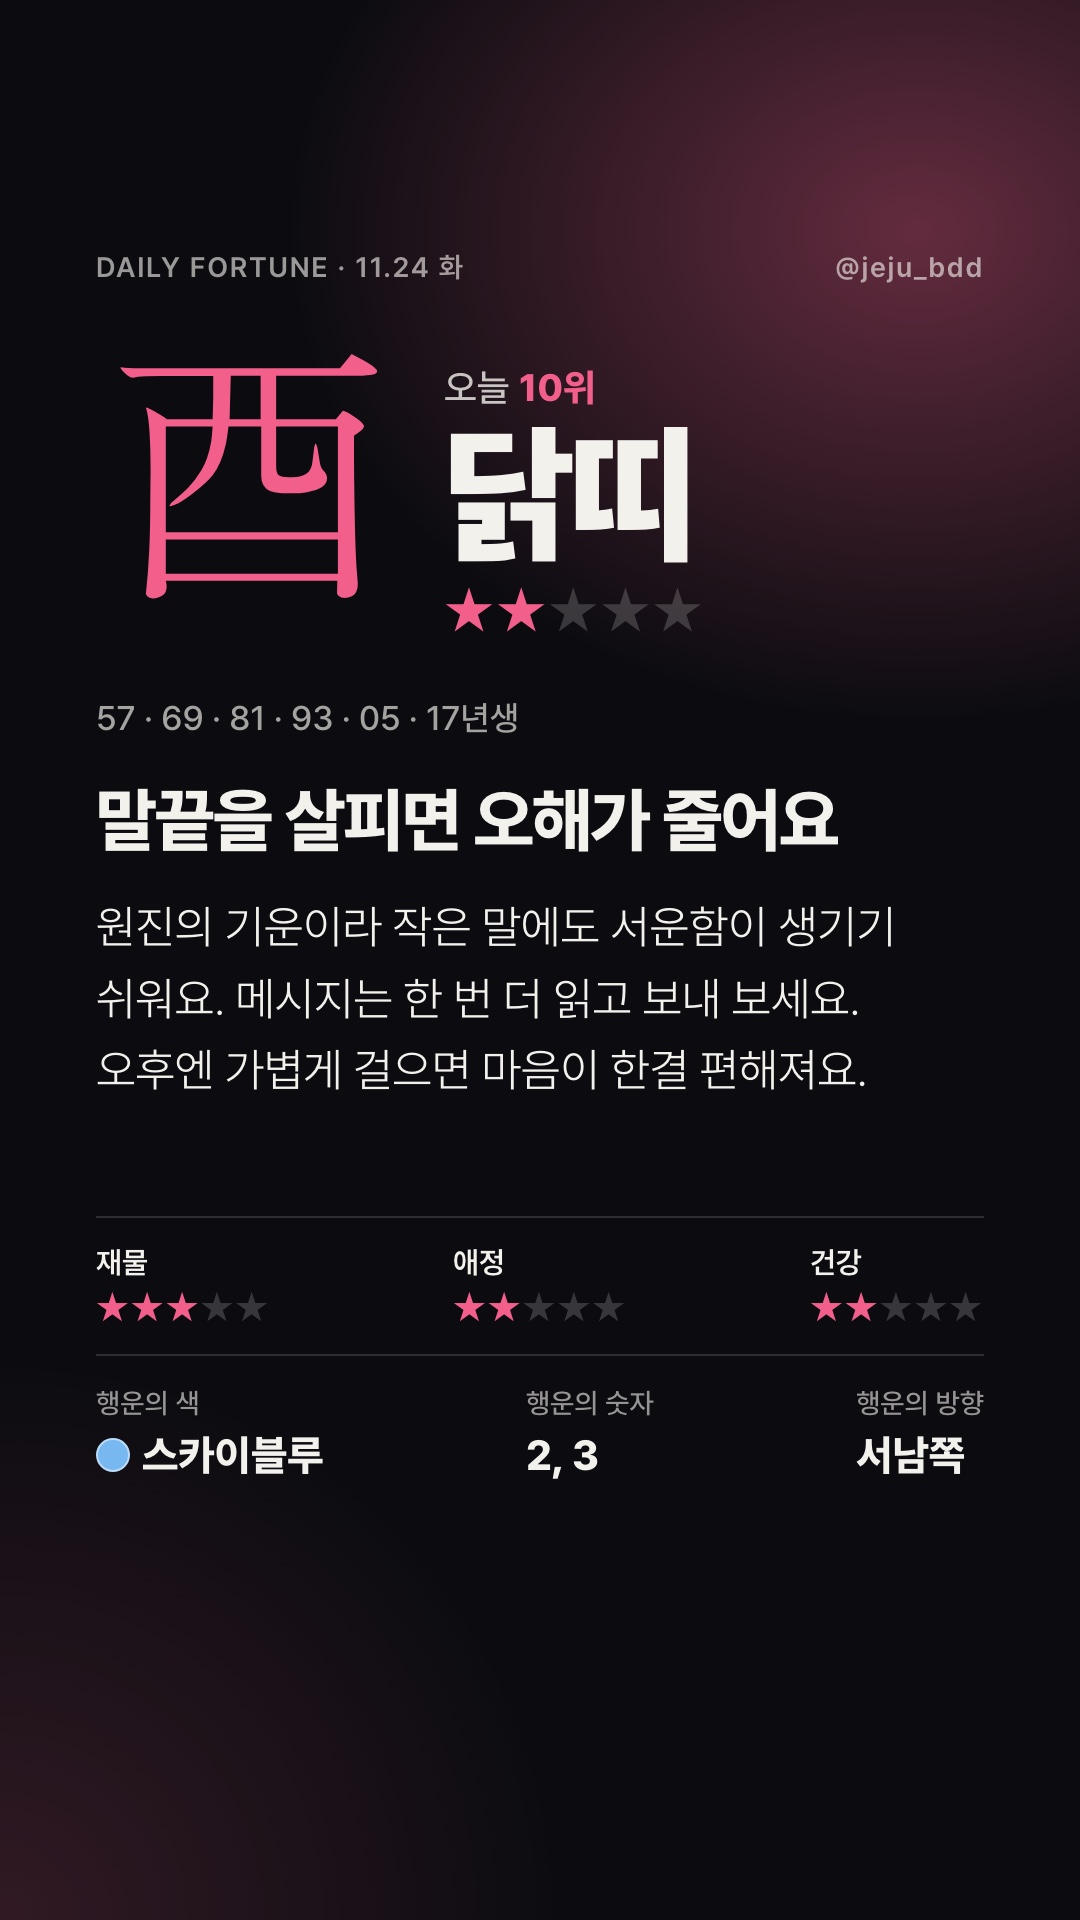 DAILY FORTUNE · 11.24 화
@jeju_bdd
酉
오늘 10위
닭띠
★★★★★
57 · 69 · 81 · 93 · 05 · 17년생
말끝을 살피면 오해가 줄어요
원진의 기운이라 작은 말에도 서운함이 생기기
쉬워요. 메시지는 한 번 더 읽고 보내 보세요.
오후엔 가볍게 걸으면 마음이 한결 편해져요.
재물
★★★★★
애정
★★★★★
건강
★★★★★
행운의 색
스카이블루
행운의 숫자
2, 3
행운의 방향
서남쪽